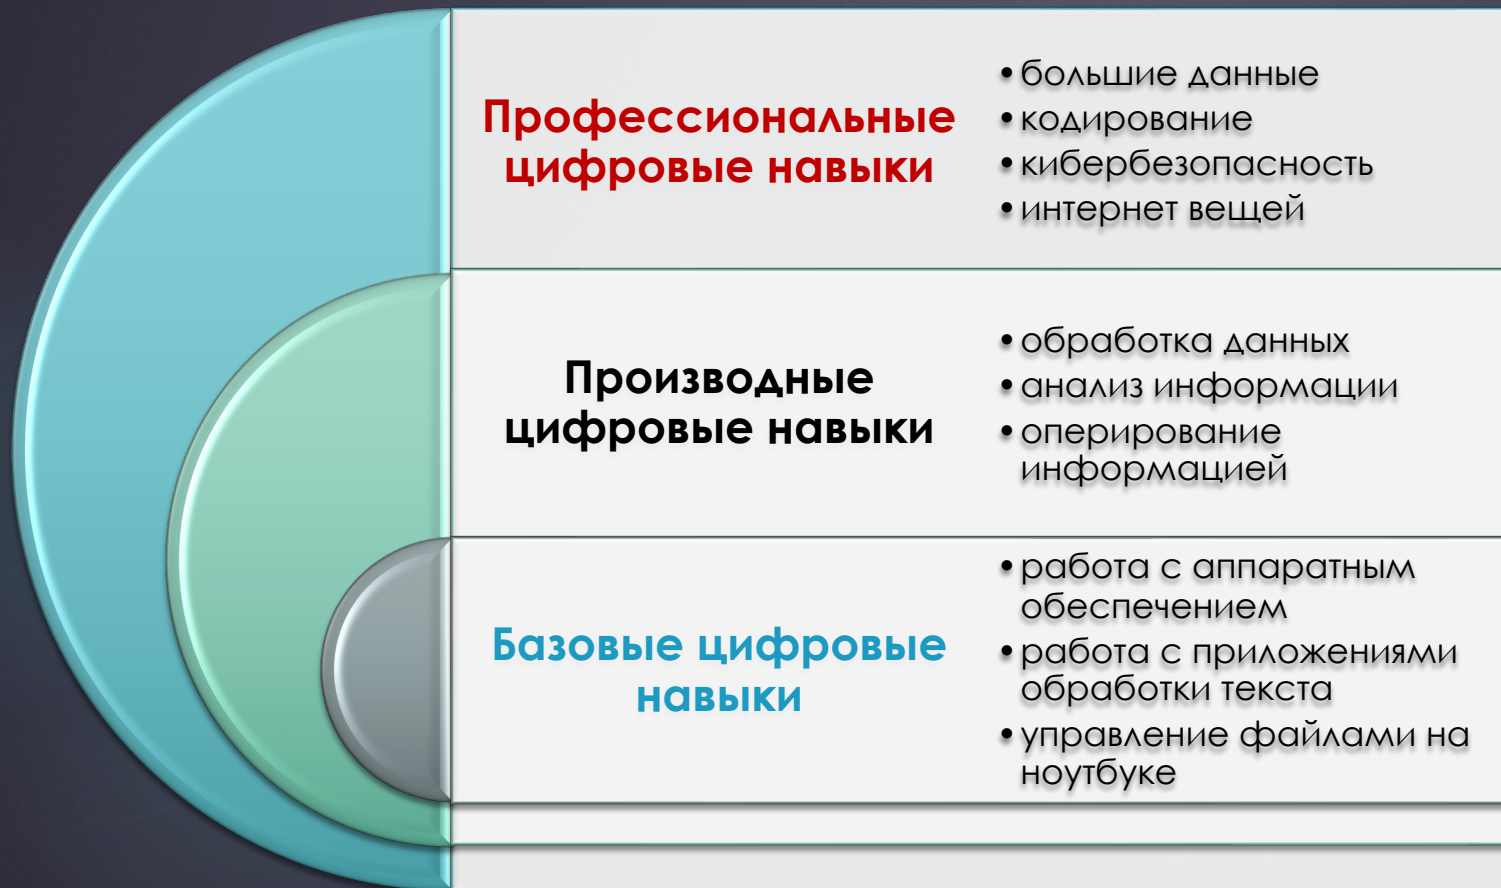 Профессиональные
цифровые навыки
•большие данные
•кодирование
•кибербезопасность
•интернет вещей
Производные
цифровые навыки
•обработка данных
•анализ информации
•оперирование
информацией
Базовые цифровые
навыки
•работа с аппаратным
обеспечением
•работа с приложениями
обработки текста
•управление файлами на
ноутбуке